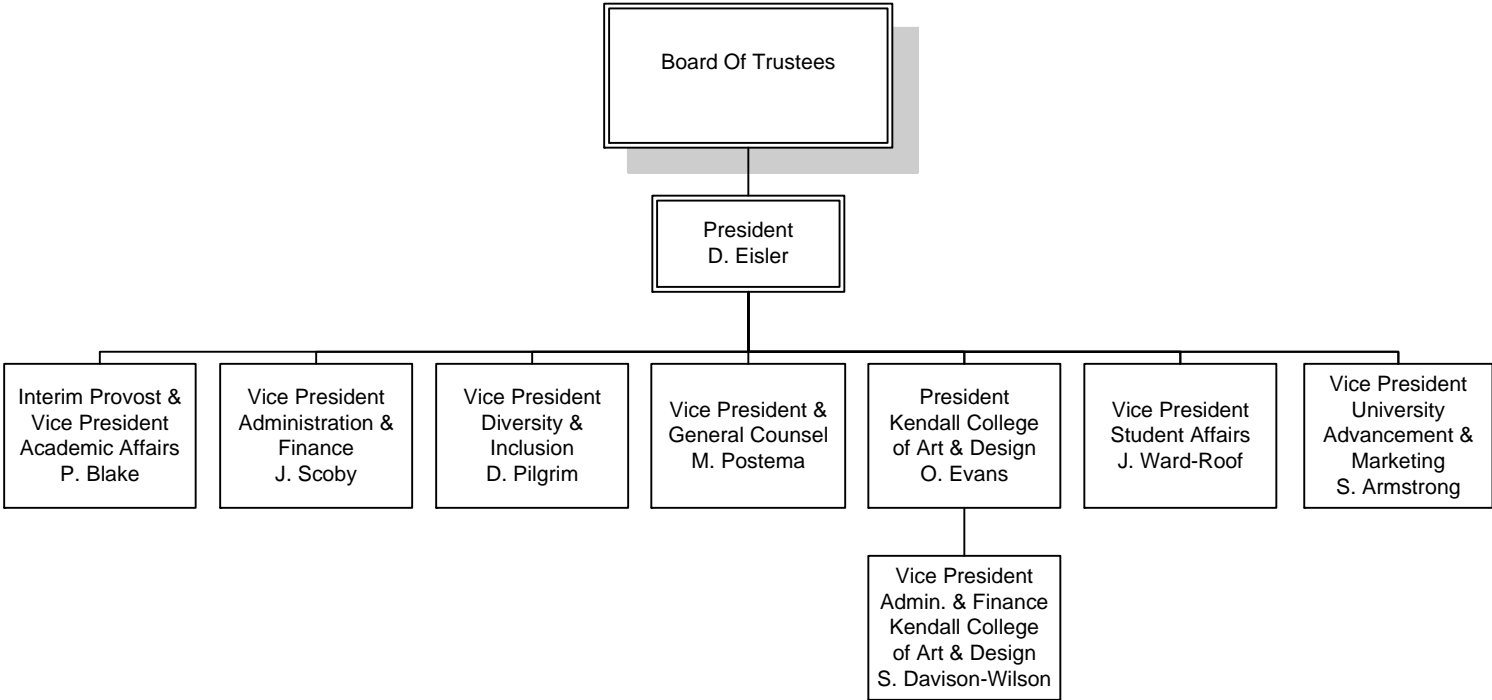 Board Of Trustees
President
D. Eisler
Interim Provost &
Vice President
Academic Affairs
P. Blake
Vice President
Administration &
Finance
J. Scoby
Vice President
Diversity &
Inclusion
D. Pilgrim
Vice President &
General Counsel
M. Postema
President
Kendall College
of Art & Design
O. Evans
Vice President
Student Affairs
J. Ward-Roof
Vice President
University
Advancement &
Marketing
S. Armstrong
Vice President
Admin. & Finance
Kendall College
of Art & Design
S. Davison-Wilson